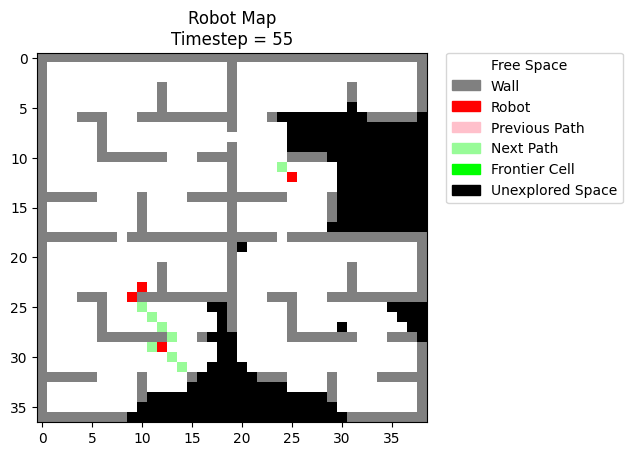 Robot Map
Timestep = 55
Free Space
Wall
Robot
Previous Path
Next Path
Frontier Cell
Unexplored Space
0
5
10
15
20
25
30
35
0
5
10
15
20
25
30
35